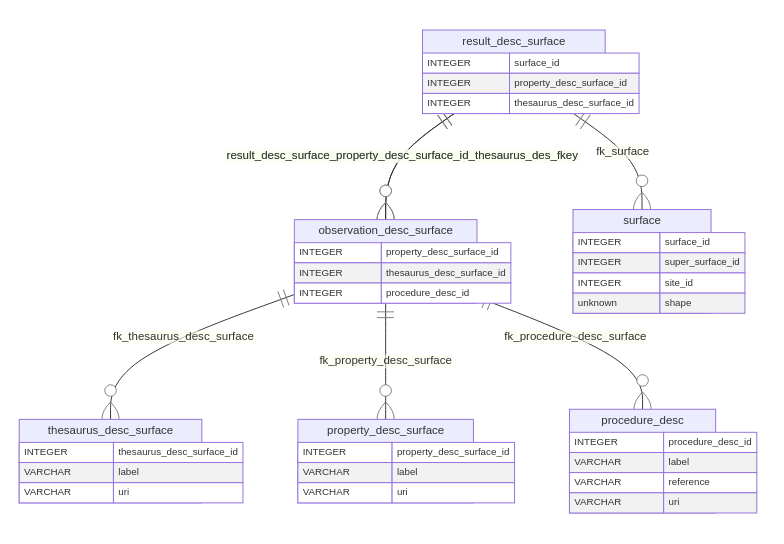 result_desc_surface
INTEGER surface_id
INTEGER property_desc_surface_id
INTEGER thesaurus_desc_surface_id
result_desc_surface_property_desc_surface_id_thesaurus_des_fkey
fk_surface
observation_desc_surface
INTEGER property_desc_surface_id
INTEGER thesaurus_desc_surface_id
INTEGER procedure_desc_id
surface
INTEGER surface_id
INTEGER super_surface_id
INTEGER site_id
unknown shape
fk_thesaurus_desc_surface
fk_property_desc_surface
fk_procedure_desc_surface
thesaurus_desc_surface
INTEGER thesaurus_desc_surface_id
VARCHAR label
VARCHAR uri
property_desc_surface
INTEGER property_desc_surface_id
VARCHAR label
VARCHAR uri
procedure_desc
INTEGER procedure_desc_id
VARCHAR label
VARCHAR reference
VARCHAR uri